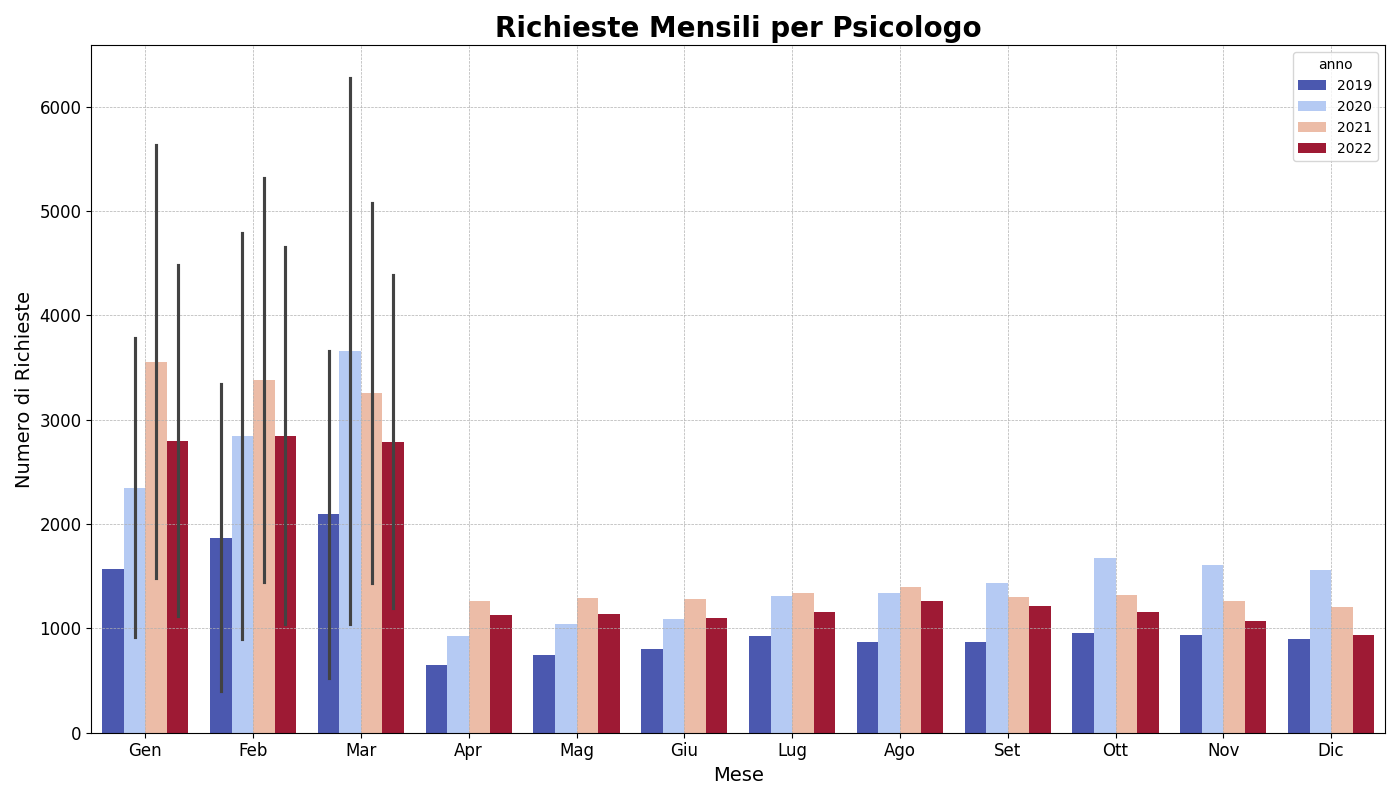 Richieste Mensili per Psicologo
anno
2019
2020
2021
2022
Numero di Richieste
6000
5000
4000
3000
2000
1000
0
Gen Feb Mar Apr Mag Giu Lug Ago Set Ott Nov Dic
Mese